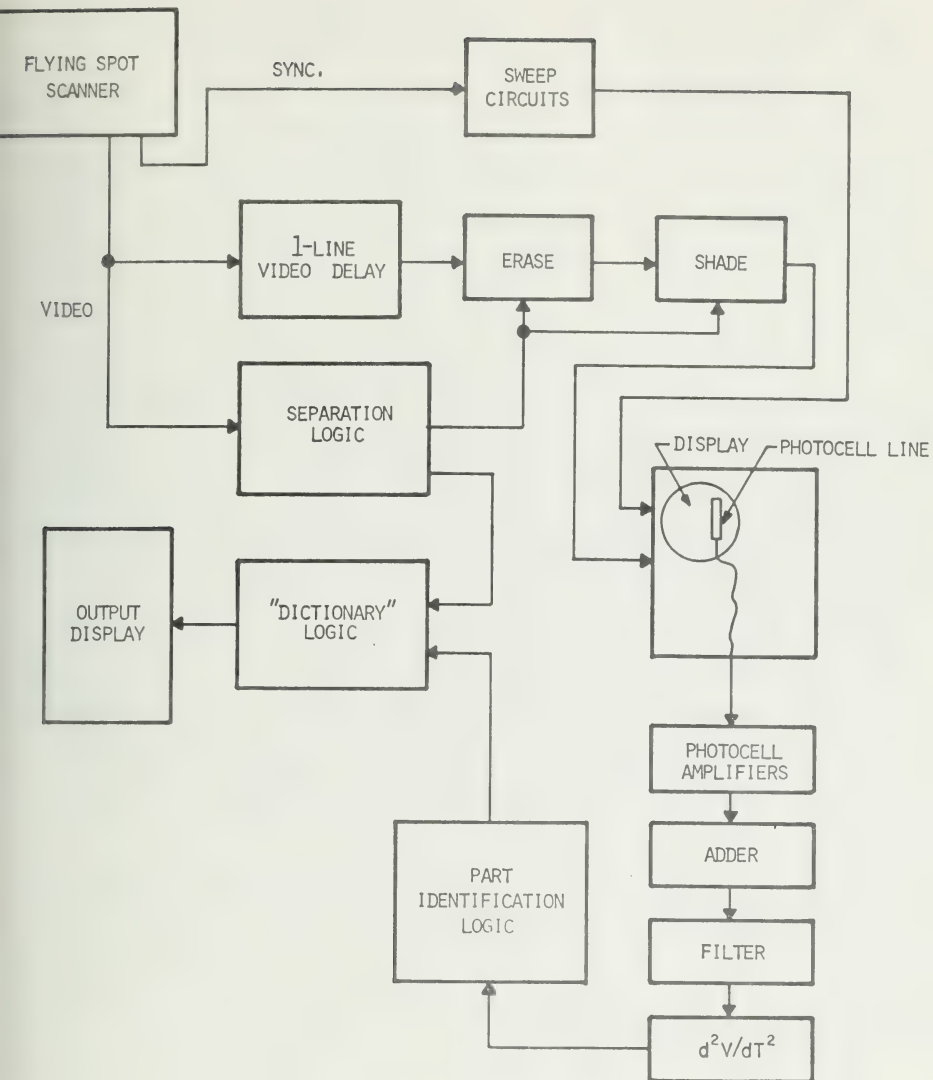 FLYING SPOT
SCANNER
SYNC.
SWEEP
CIRCUITS
1-LINE
VIDEO DELAY
ERASE
SHADE
VIDEO
SEPARATION
LOGIC
DISPLAY
PHOTOCELL LINE
OUTPUT
DISPLAY
"DICTIONARY"
LOGIC
PHOTOCELL
AMPLIFIERS
ADDER
PART
IDENTIFICATION
LOGIC
FILTER
d²V/dT²